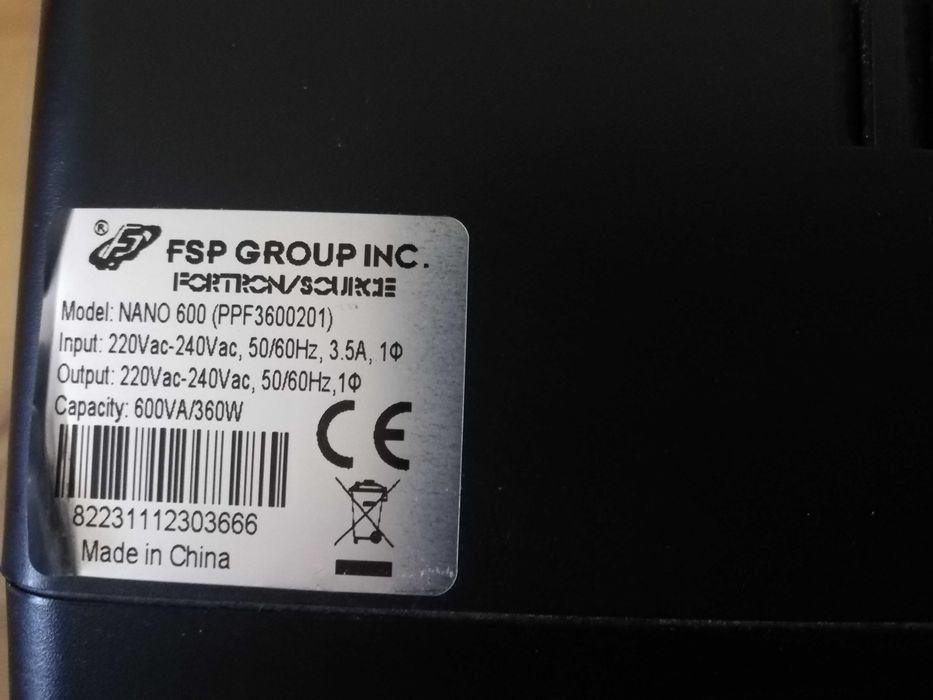 ® FSP GROUP INC.
FORTRON/SOURCE
Model: NANO 600 (PPF3600201)
Input: 220Vac-240Vac, 50/60Hz, 3.5A, 1Φ
Output: 220Vac-240Vac, 50/60Hz,1Φ
Capacity: 600VA/360W
CE
82231112303666
Made in China